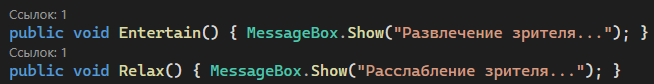 Ссылок: 1
public void Entertain() { MessageBox.Show("Развлечение зрителя..."); }
Ссылок: 1
public void Relax() { MessageBox.Show("Расслабление зрителя..."); }